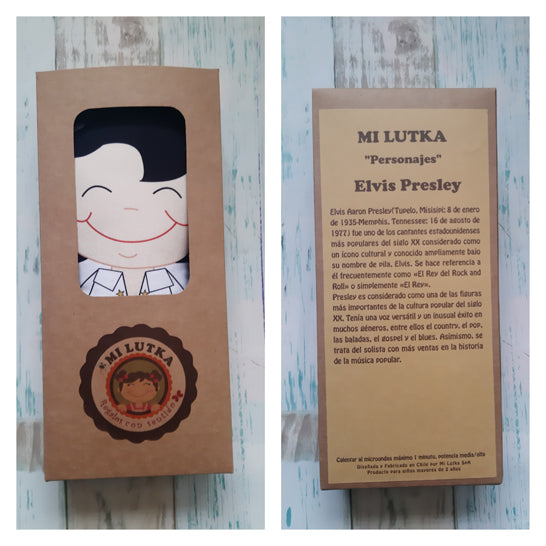 MI LUTKA
Regalos con sentido
MI LUTKA
"Personajes"
Elvis Presley
Elvis Aaron Presley(Tupelo, Misisipi; 8 de enero
de 1935-Memphis, Tennessee; 16 de agosto de
1977) fue uno de los cantantes estadounidenses
más populares del siglo XX considerado como
un ícono cultural y conocido ampliamente bajo
su nombre de pila, Elvis. Se hace referencia a
él frecuentemente como «El Rey del Rock and
Roll» o simplemente «El Rey».
Presley es considerado como una de las figuras
más importantes de la cultura popular del siglo
XX. Tenía una voz versátil y un inusual éxito en
muchos géneros, entre ellos el country, el pop,
las baladas, el gospel y el blues. Asimismo, se
trata del solista con más ventas en la historia
de la música popular.
Calentar al microondas máximo 1 minuto, potencia media/alta
Diseñada y Fabricado en Chile por Mi Lutka SpA
Producto para niños mayores de 3 años